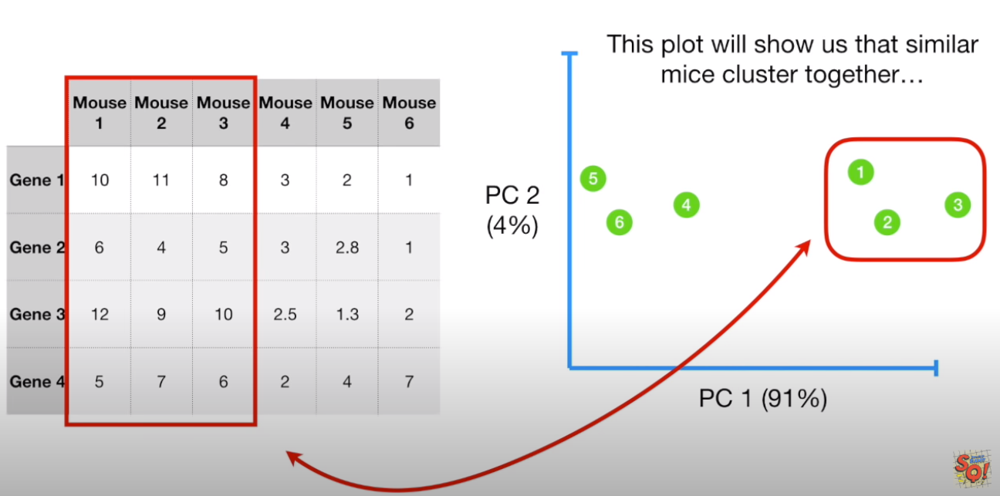 This plot will show us that similar
mice cluster together...
Mouse 1 Mouse 2 Mouse 3 Mouse 4 Mouse 5 Mouse 6
Gene 1 10 11 8 3 2 1
Gene 2 6 4 5 3 2.8 1
Gene 3 12 9 10 2.5 1.3 2
Gene 4 5 7 6 2 4 7
PC 2
(4%)
5
6
4
1
2
3
PC 1 (91%)
SQ!